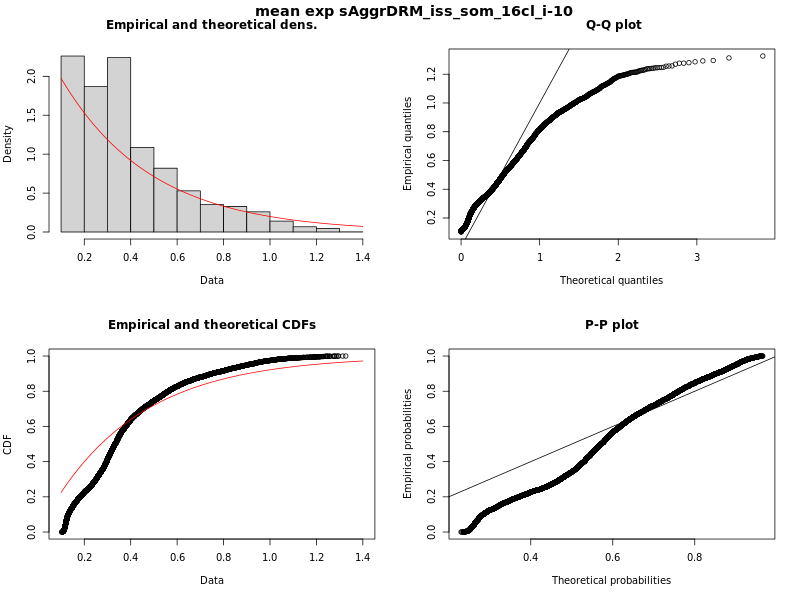 mean exp sAggrDRM_iss_som_16cl_i-10
Empirical and theoretical dens.
Density
0.0 0.5 1.0 1.5 2.0
0.2 0.4 0.6 0.8 1.0 1.2 1.4
Data
Q-Q plot
Empirical quantiles
0.2 0.4 0.6 0.8 1.0 1.2
0 1 2 3
Theoretical quantiles
Empirical and theoretical CDFs
CDF
0.0 0.2 0.4 0.6 0.8 1.0
0.2 0.4 0.6 0.8 1.0 1.2 1.4
Data
P-P plot
Empirical probabilities
0.0 0.2 0.4 0.6 0.8 1.0
0.4 0.6 0.8
Theoretical probabilities